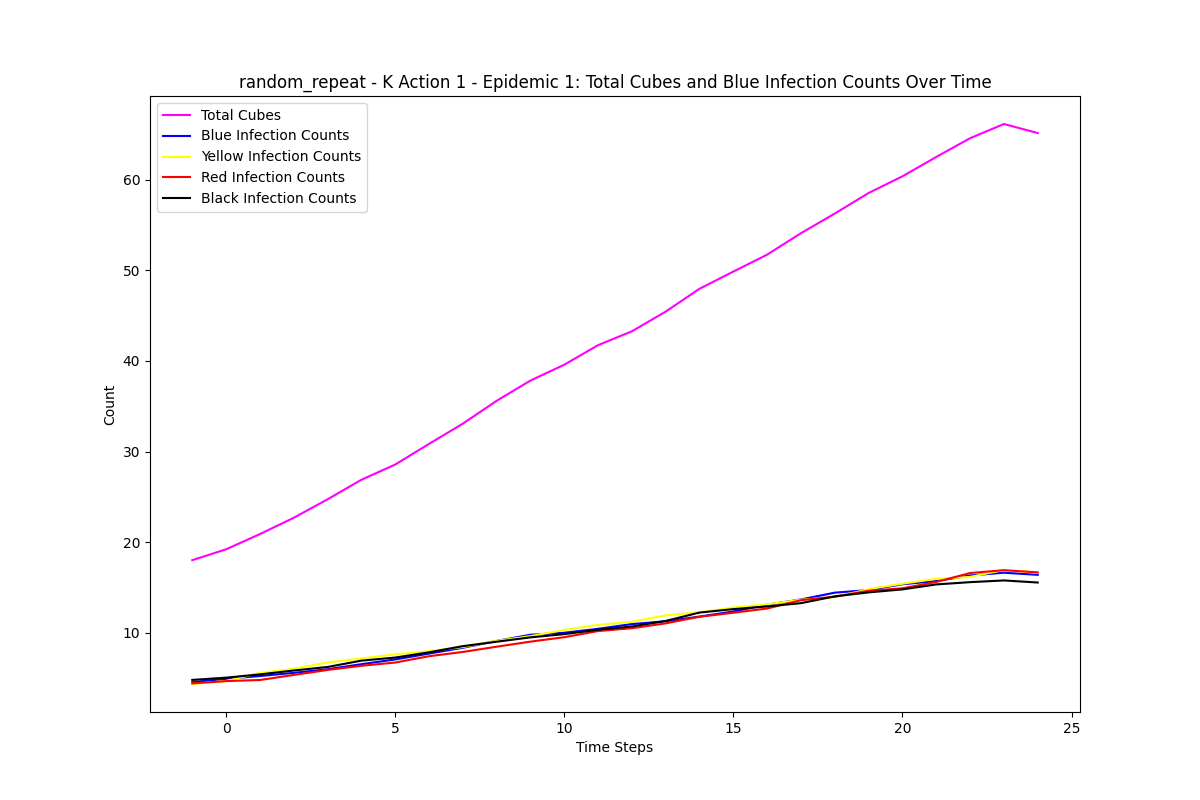 random_repeat - K Action 1 - Epidemic 1: Total Cubes and Blue Infection Counts Over Time
Total Cubes
Blue Infection Counts
Yellow Infection Counts
Red Infection Counts
Black Infection Counts
60
50
40
30
20
10
Count
0 5 10 15 20 25
Time Steps